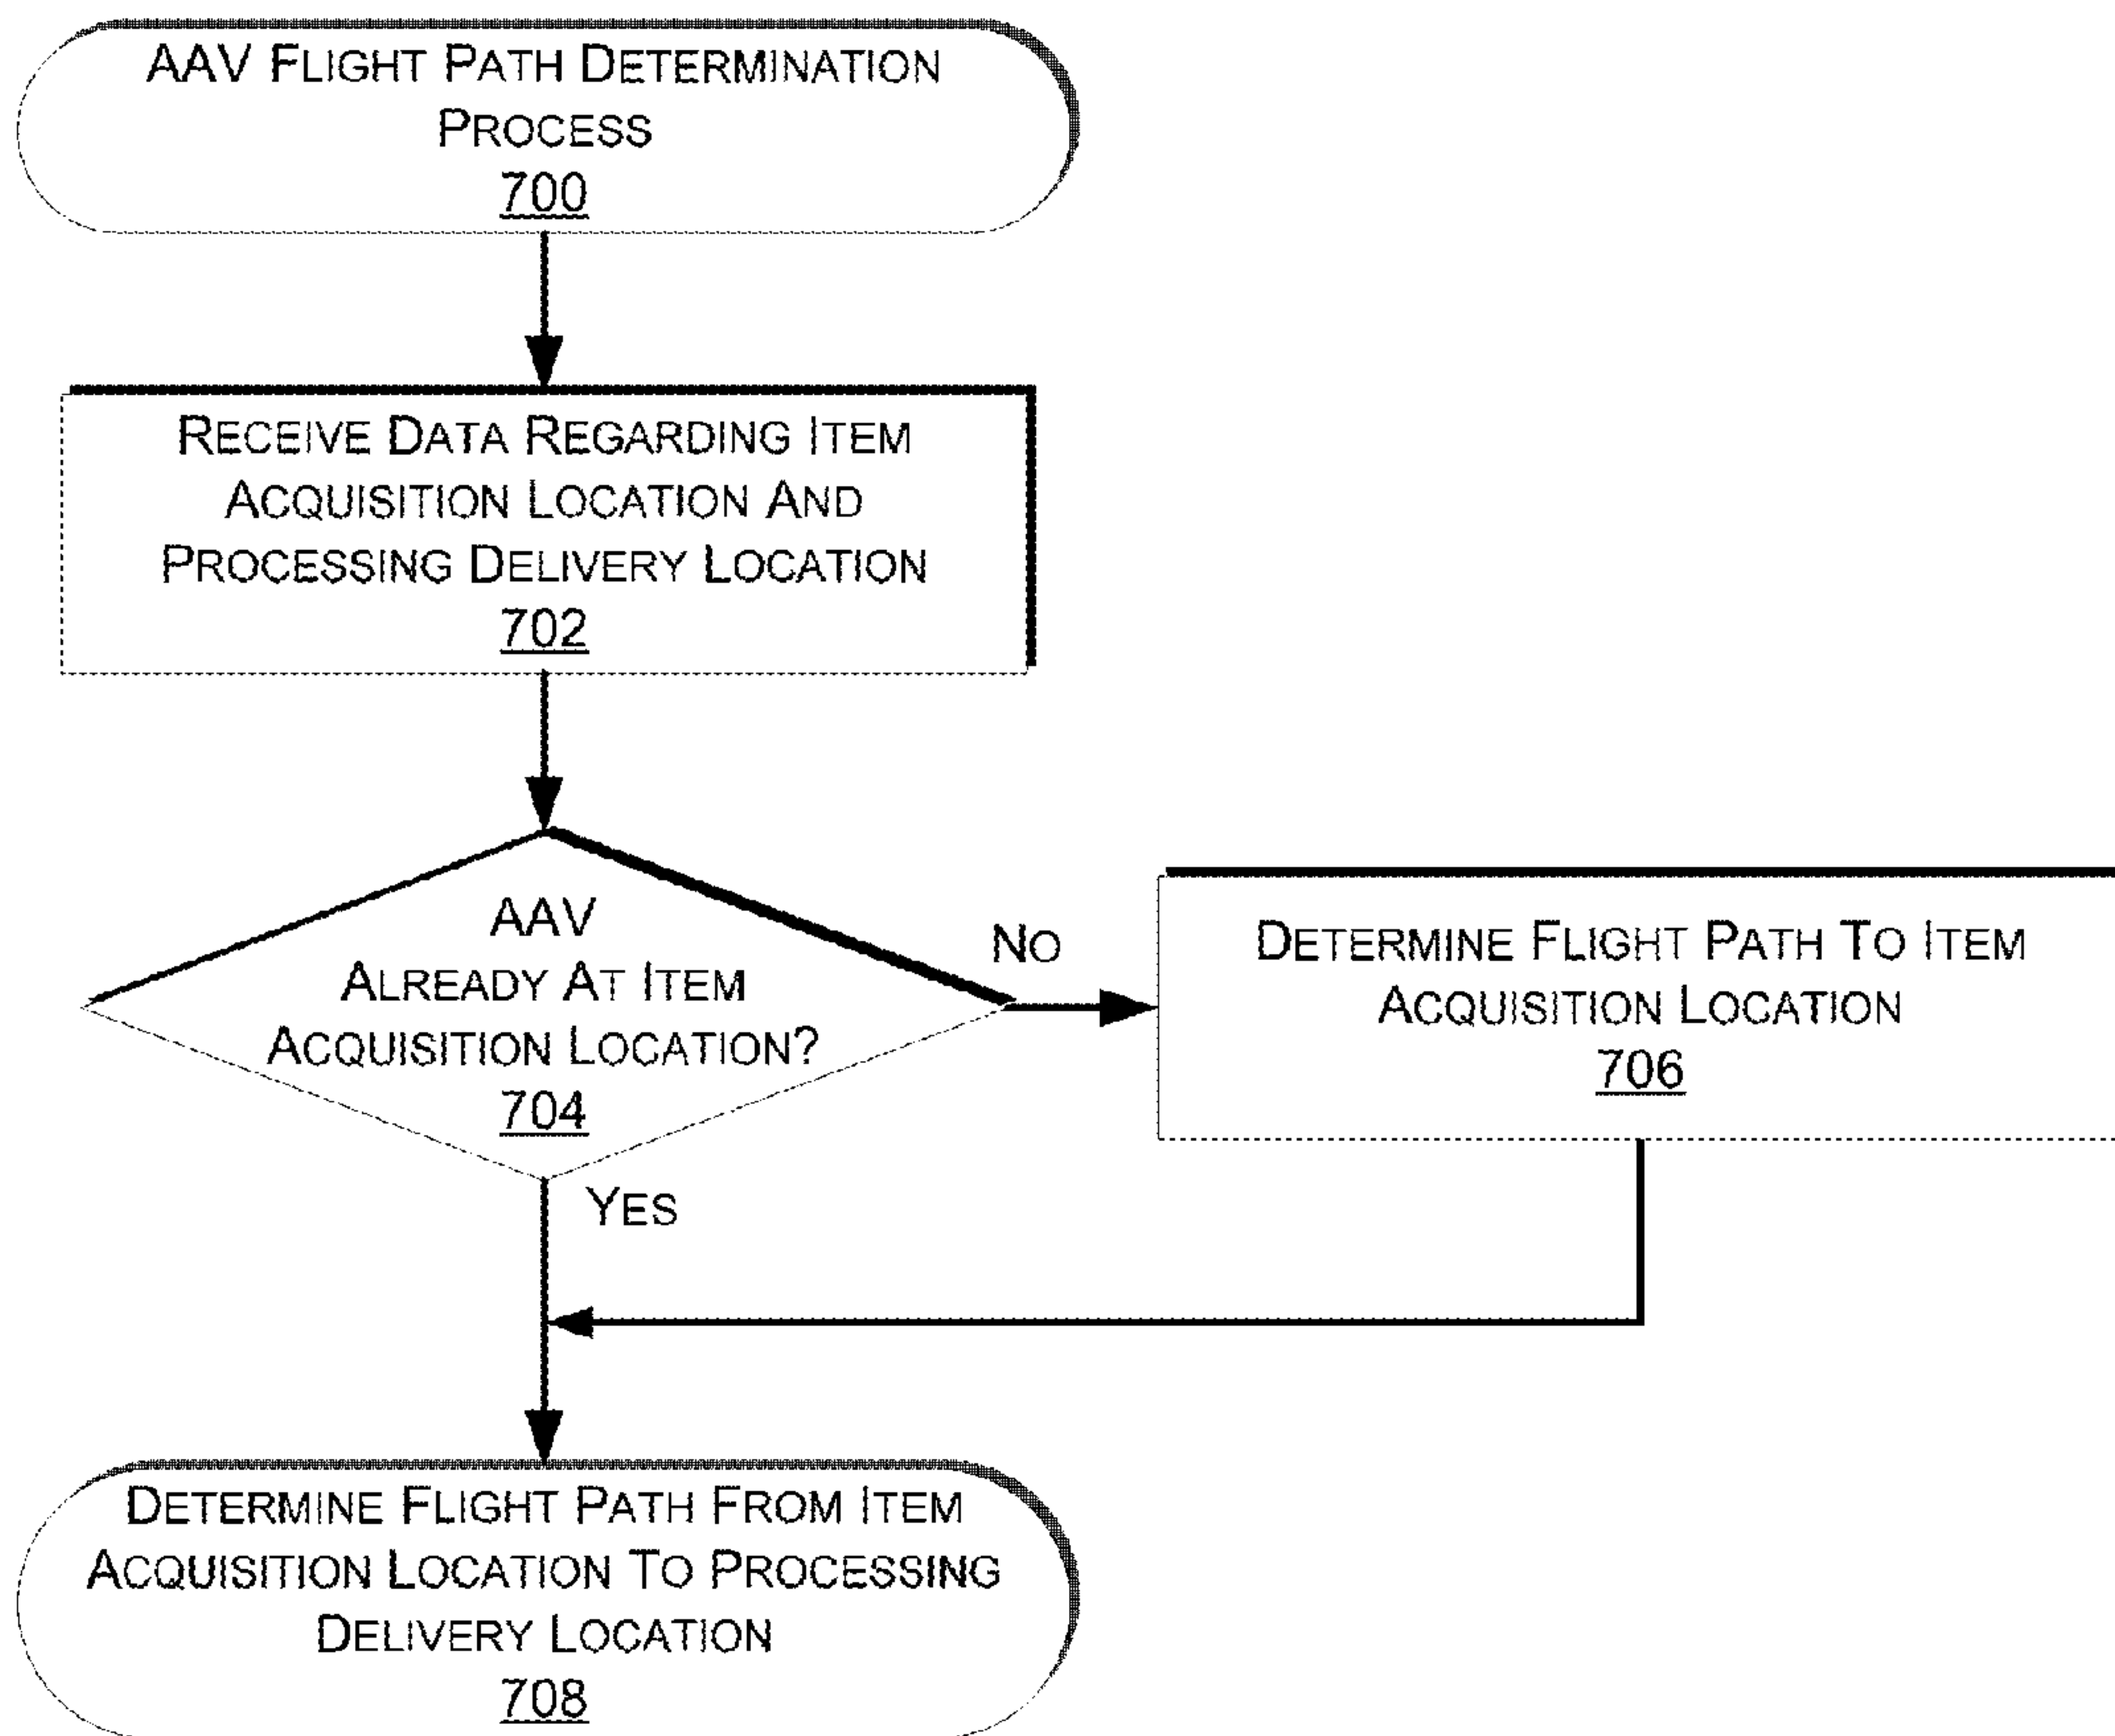 AAV FLIGHT PATH DETERMINATION
PROCESS
700
RECEIVE DATA REGARDING ITEM
ACQUISITION LOCATION AND
PROCESSING DELIVERY LOCATION
702
AAV
ALREADY AT ITEM
ACQUISITION LOCATION?
704
NO
DETERMINE FLIGHT PATH TO ITEM
ACQUISITION LOCATION
706
YES
DETERMINE FLIGHT PATH FROM ITEM
ACQUISITION LOCATION TO PROCESSING
DELIVERY LOCATION
708